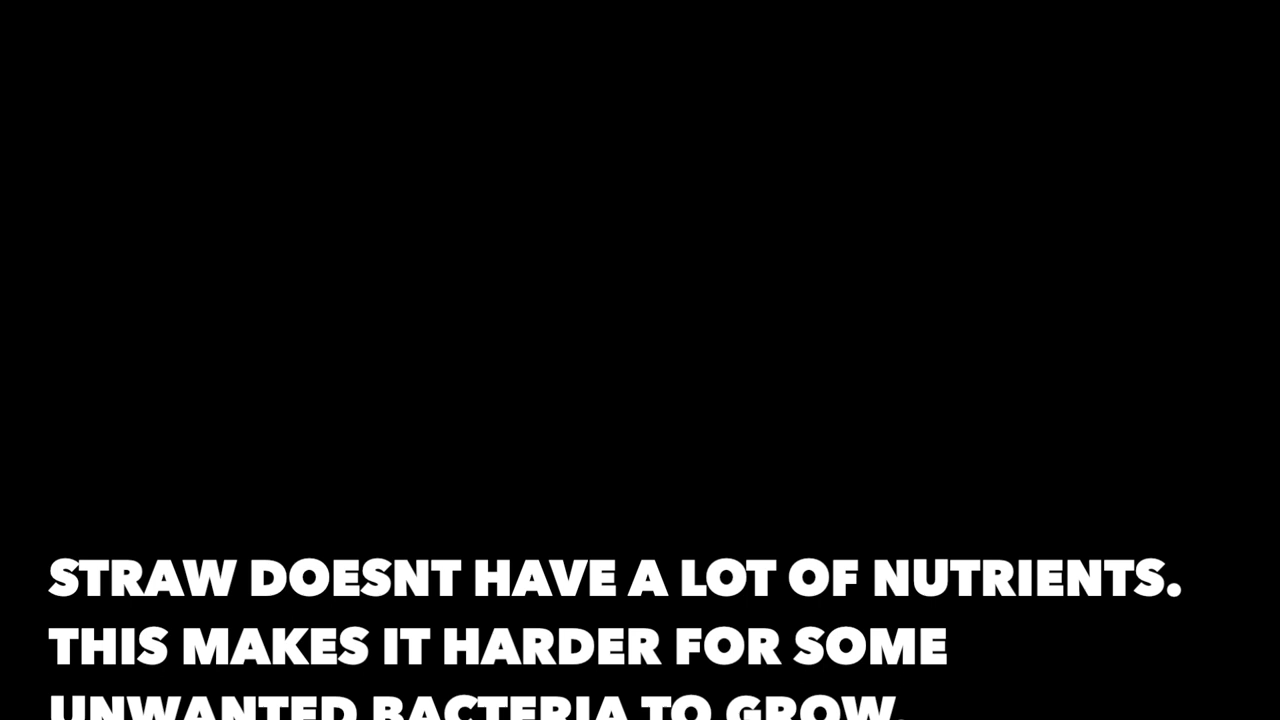 STRAW DOESNT HAVE A LOT OF NUTRIENTS.
THIS MAKES IT HARDER FOR SOME
UNWANTED BACTERIA TO GROW.